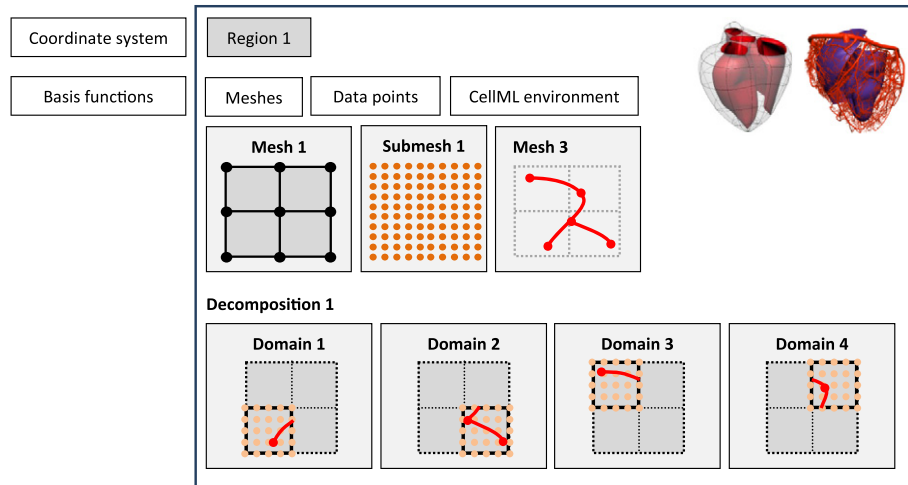 Coordinate system
Region 1
Basis functions
Meshes
Data points
CellML environment
Mesh 1
Submesh 1
Mesh 3
Decomposition 1
Domain 1
Domain 2
Domain 3
Domain 4